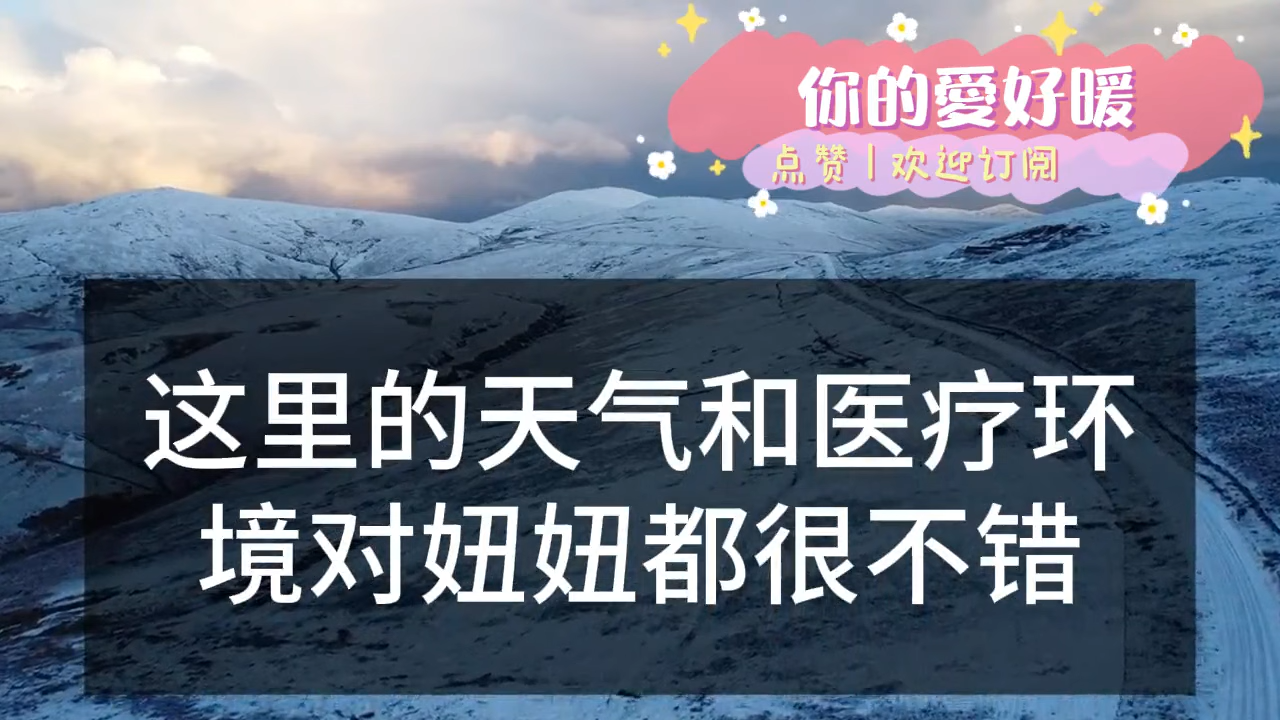 你的愛好暖
点赞 | 欢迎订阅
这里的天气和医疗环
境对妞妞都很不错